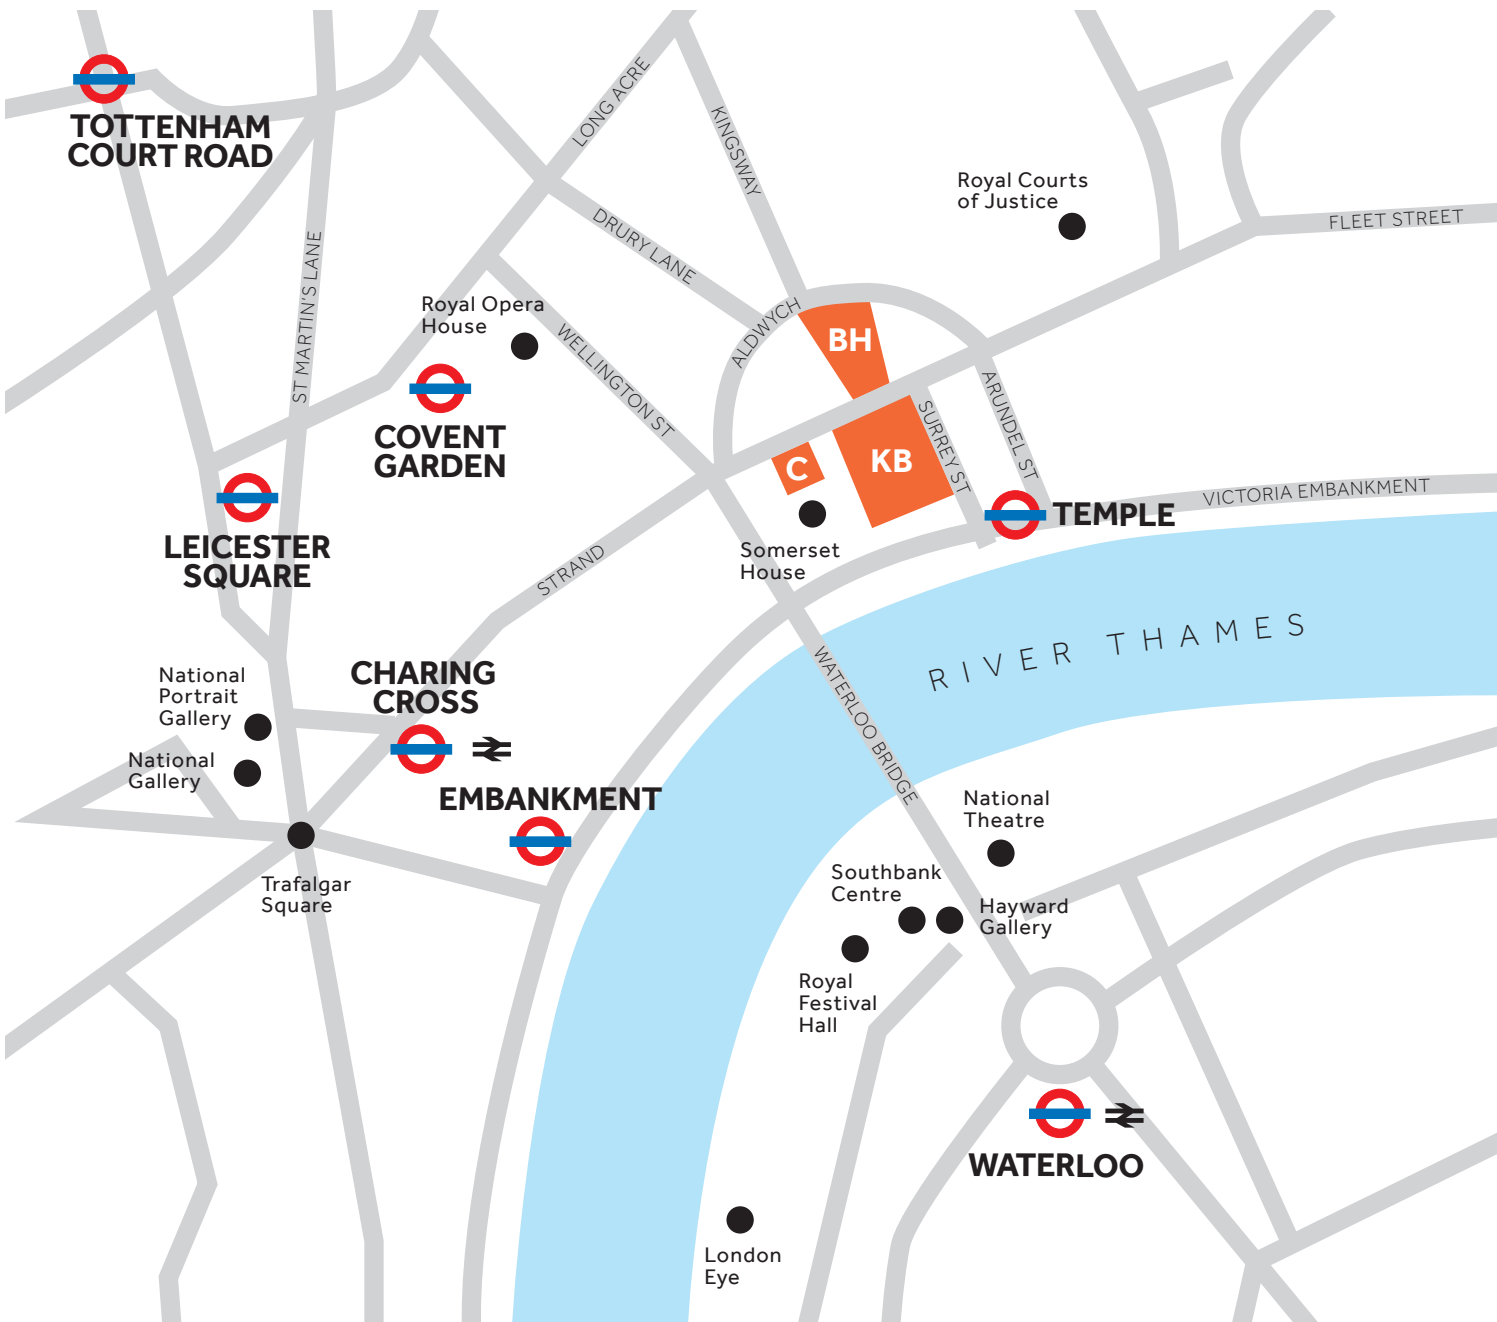 TOTTENHAM
COURT ROAD
LONG ACRE
KINGSWAY
Royal Courts
of Justice
FLEET STREET
DRURY LANE
ST MARTIN'S LANE
Royal Opera
House
ALDWYCH
BH
WELLINGTON ST
ARUNDEL ST
SURREY ST
COVENT
GARDEN
C
KB
VICTORIA EMBANKMENT
TEMPLE
LEICESTER
SQUARE
STRAND
Somerset
House
RIVER THAMES
WATERLOO BRIDGE
National
Portrait
Gallery
CHARING
CROSS
National
Gallery
EMBANKMENT
National
Theatre
Trafalgar
Square
Southbank
Centre
Hayward
Gallery
Royal
Festival
Hall
WATERLOO
London
Eye